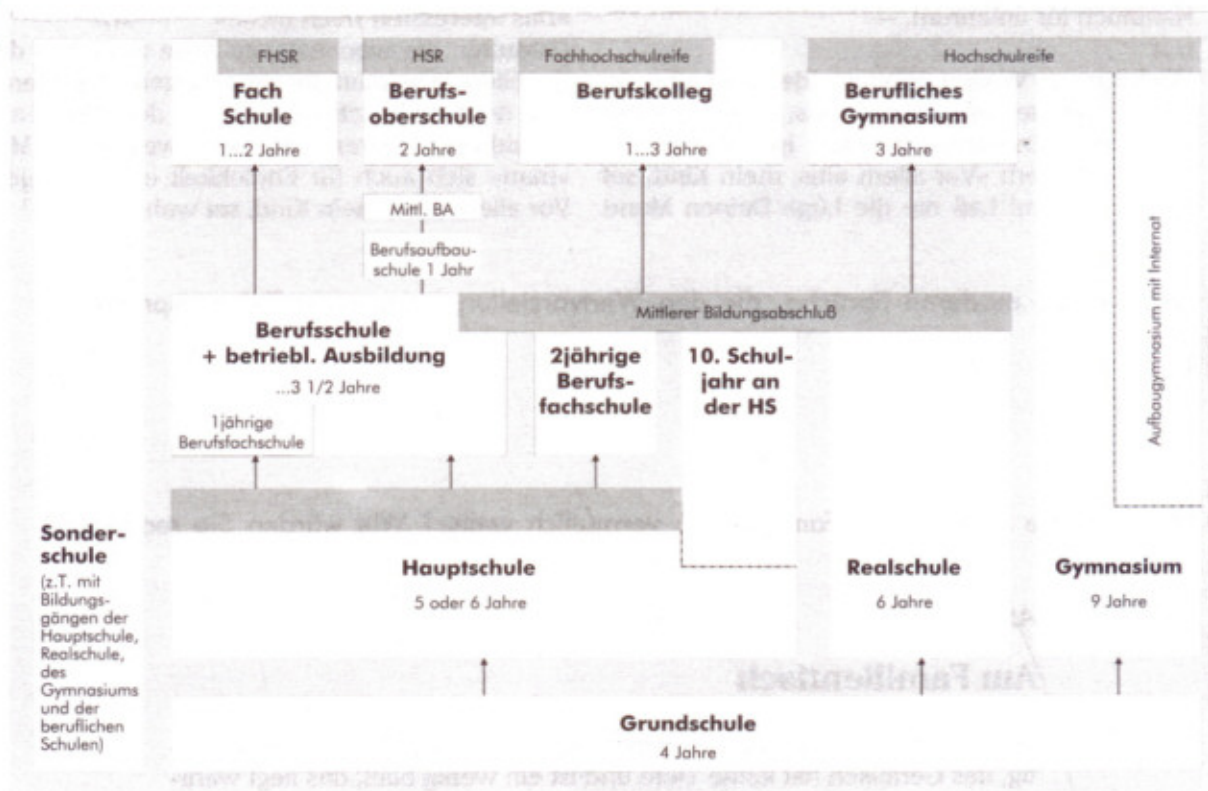 FHSR
HSR
Fachhochschulreife
Hochschulreife
Fach
Schule
1...2 Jahre
Berufs-
oberschule
2 Jahre
Berufskolleg
1...3 Jahre
Berufliches
Gymnasium
3 Jahre
Mittl. BA
Berufsaufbau-
schule 1 Jahr
Aufbaugymnasium mit Internat
Mittlerer Bildungsabschluß
Berufsschule
+ betriebl. Ausbildung
...3 1/2 Jahre
1jährige
Berufsfachschule
2jährige
Berufs-
fachschule
10. Schul-
jahr an
der HS
Sonder-
schule
(z.T. mit
Bildungs-
gängen der
Hauptschule,
Realschule,
des
Gymnasiums
und der
beruflichen
Schulen)
Hauptschule
5 oder 6 Jahre
Realschule
6 Jahre
Gymnasium
9 Jahre
Grundschule
4 Jahre